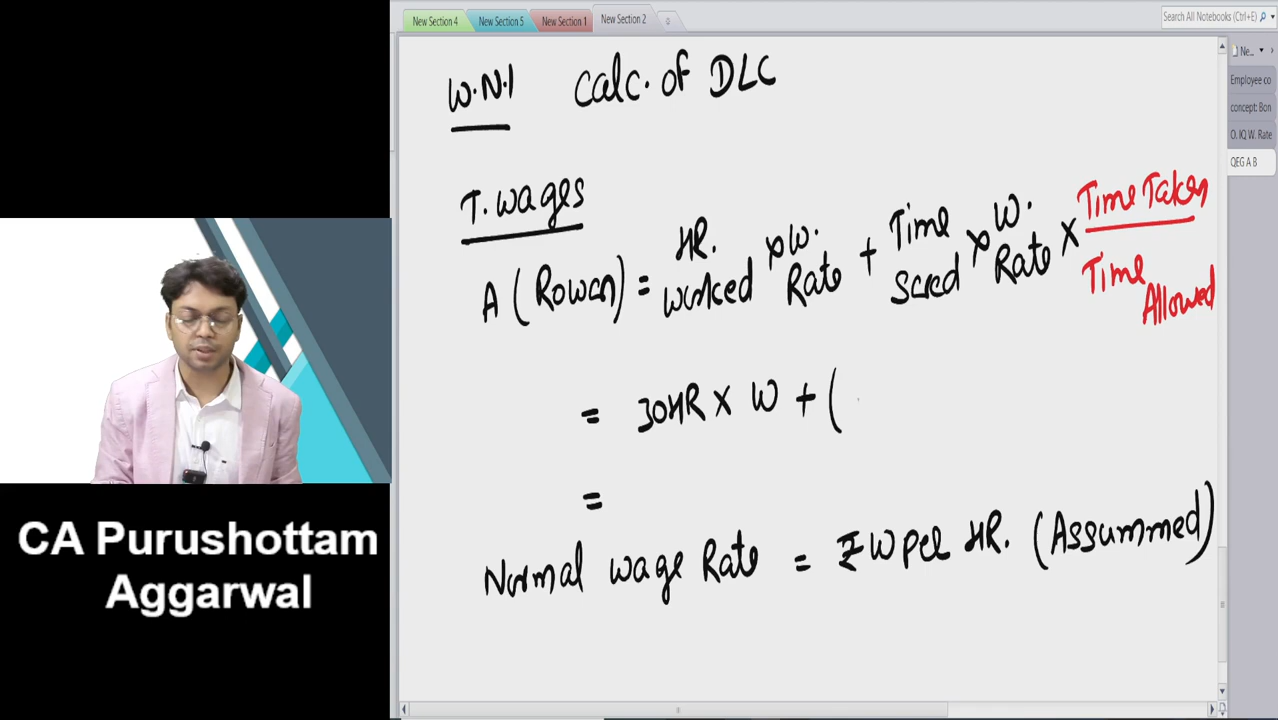 New Section 4 New Section 5 New Section 1 New Section 2
Search All Notebooks (Ctrl+E)
Ne...
Employee co
concept: Bon
O. IQ W. Rate
QEG A B
W.N.1 Calc. of DLC
T. wages
A (Rowan) = HR. worked × W. Rate + Time saved × W. Rate × Time Taken / Time Allowed
= 30HR × W + (
=
Normal wage Rate = ₹ W per HR. (Assummed)
CA Purushottam
Aggarwal